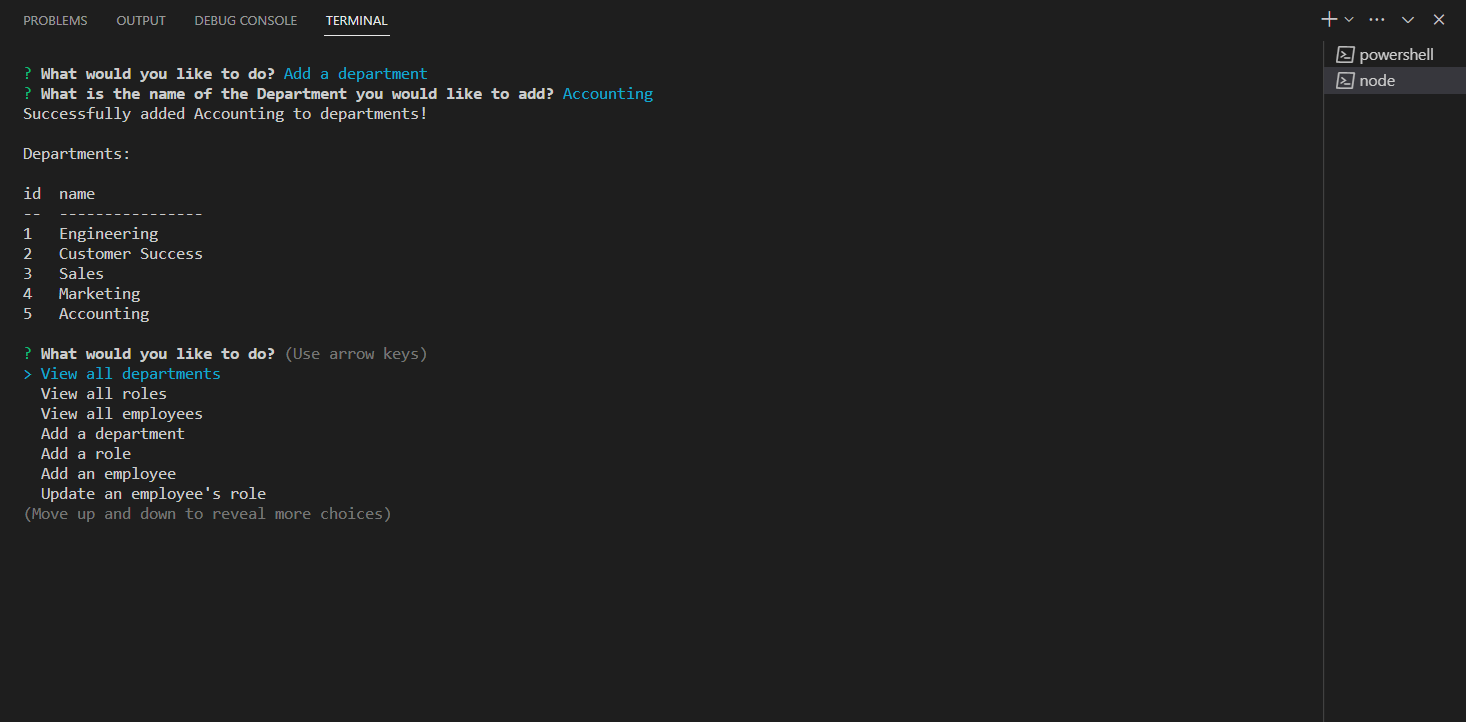 PROBLEMS OUTPUT DEBUG CONSOLE TERMINAL
powershell
node
? What would you like to do? Add a department
? What is the name of the Department you would like to add? Accounting
Successfully added Accounting to departments!
Departments:
id  name
--  ----------------
1   Engineering
2   Customer Success
3   Sales
4   Marketing
5   Accounting
? What would you like to do? (Use arrow keys)
> View all departments
  View all roles
  View all employees
  Add a department
  Add a role
  Add an employee
  Update an employee's role
(Move up and down to reveal more choices)